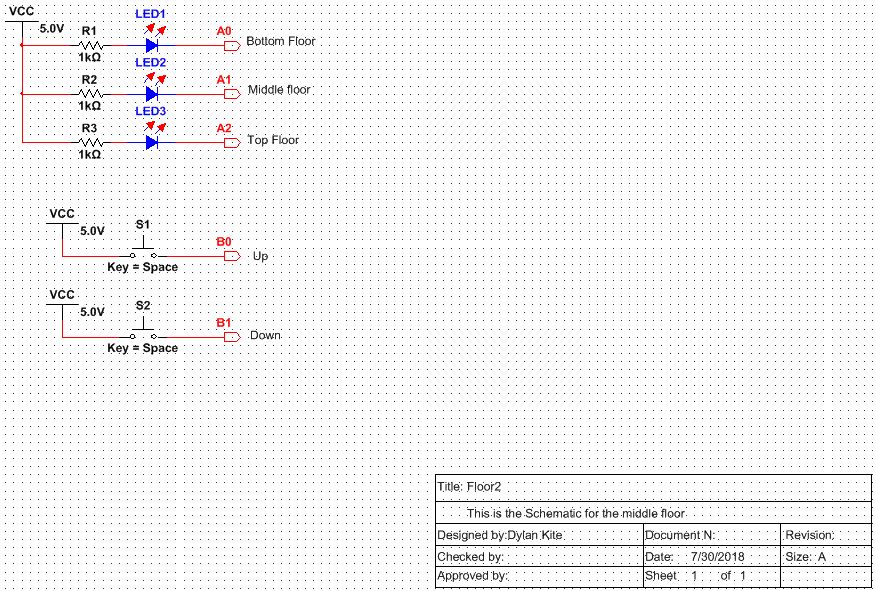 VCC
5.0V
LED1
R1
1kΩ
A0
Bottom Floor
LED2
R2
1kΩ
A1
Middle floor
LED3
R3
1kΩ
A2
Top Floor
VCC
5.0V
S1
Key = Space
B0
Up
VCC
5.0V
S2
Key = Space
B1
Down
Title: Floor2
This is the Schematic for the middle floor
Designed by:Dylan Kite
Document N:
Revision:
Checked by:
Date: 7/30/2018
Size: A
Approved by:
Sheet 1 of 1